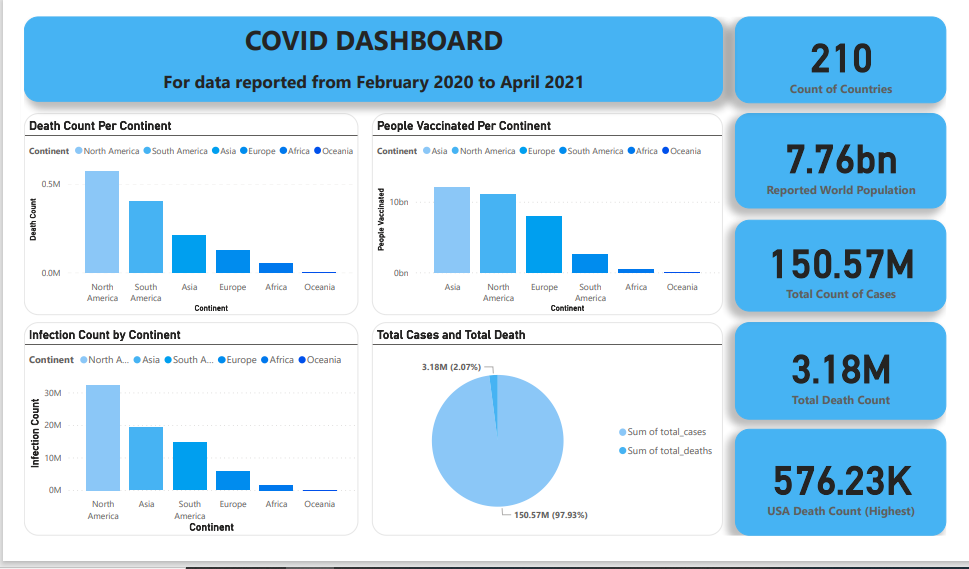 COVID DASHBOARD
For data reported from February 2020 to April 2021
210
Count of Countries
7.76bn
Reported World Population
150.57M
Total Count of Cases
3.18M
Total Death Count
576.23K
USA Death Count (Highest)
Death Count Per Continent
Continent North America South America Asia Europe Africa Oceania
Death Count
0.5M
0.0M
North America
South America
Asia
Europe
Africa
Oceania
Continent
People Vaccinated Per Continent
Continent Asia North America Europe South America Africa Oceania
People Vaccinated
10bn
0bn
Asia
North America
Europe
South America
Africa
Oceania
Continent
Infection Count by Continent
Continent North A... Asia South A... Europe Africa Oceania
Infection Count
30M
20M
10M
0M
North America
Asia
South America
Europe
Africa
Oceania
Continent
Total Cases and Total Death
3.18M (2.07%)
Sum of total_cases
Sum of total_deaths
150.57M (97.93%)